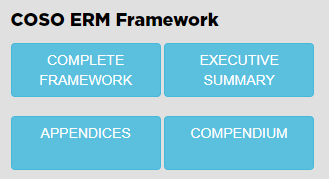 COSO ERM Framework
COMPLETE
FRAMEWORK
EXECUTIVE
SUMMARY
APPENDICES
COMPENDIUM